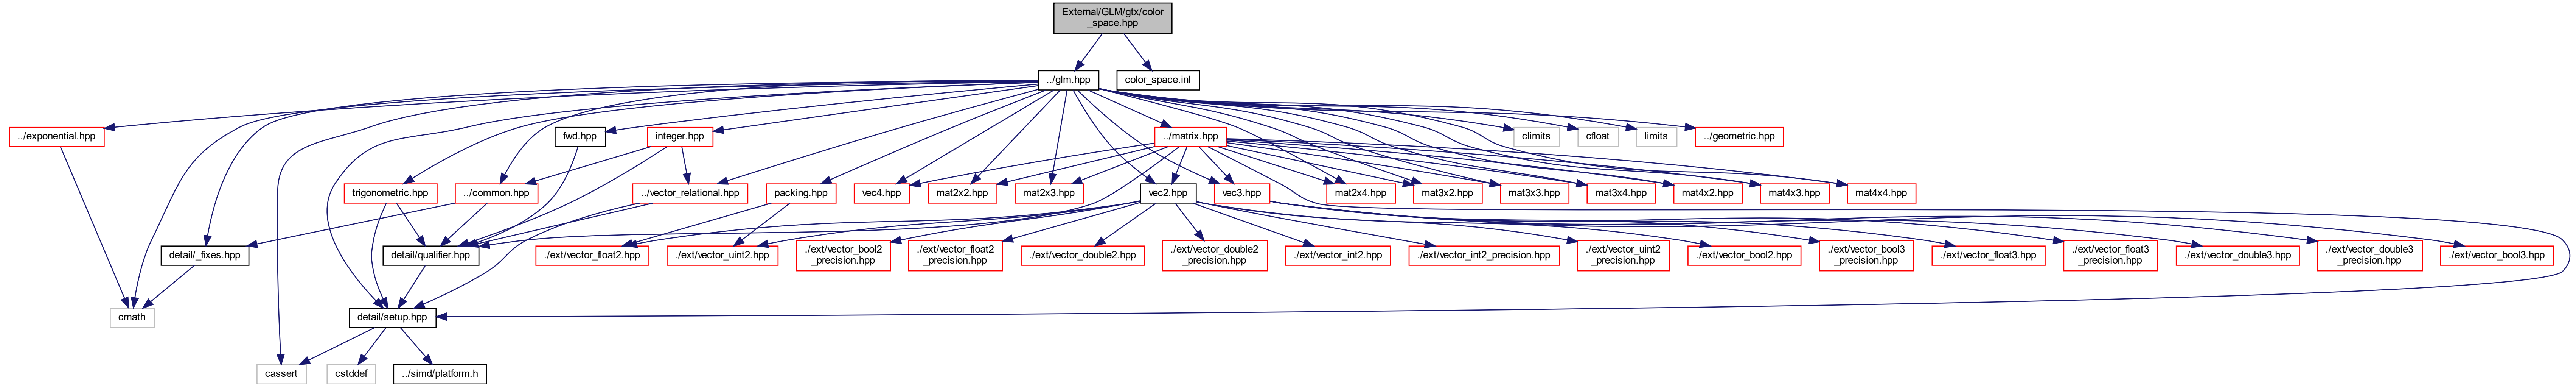 External/GLM/gtx/color
_space.hpp
../glm.hpp
color_space.inl
../exponential.hpp
fwd.hpp
integer.hpp
../matrix.hpp
climits
cfloat
limits
../geometric.hpp
trigonometric.hpp
../common.hpp
../vector_relational.hpp
packing.hpp
vec4.hpp
mat2x2.hpp
mat2x3.hpp
vec2.hpp
vec3.hpp
mat2x4.hpp
mat3x2.hpp
mat3x3.hpp
mat3x4.hpp
mat4x2.hpp
mat4x3.hpp
mat4x4.hpp
detail/_fixes.hpp
detail/qualifier.hpp
./ext/vector_float2.hpp
./ext/vector_uint2.hpp
./ext/vector_bool2
_precision.hpp
./ext/vector_float2
_precision.hpp
./ext/vector_double2.hpp
./ext/vector_double2
_precision.hpp
./ext/vector_int2.hpp
./ext/vector_int2_precision.hpp
./ext/vector_uint2
_precision.hpp
./ext/vector_bool2.hpp
./ext/vector_bool3
_precision.hpp
./ext/vector_float3.hpp
./ext/vector_float3
_precision.hpp
./ext/vector_double3.hpp
./ext/vector_double3
_precision.hpp
./ext/vector_bool3.hpp
cmath
detail/setup.hpp
cassert
cstddef
../simd/platform.h